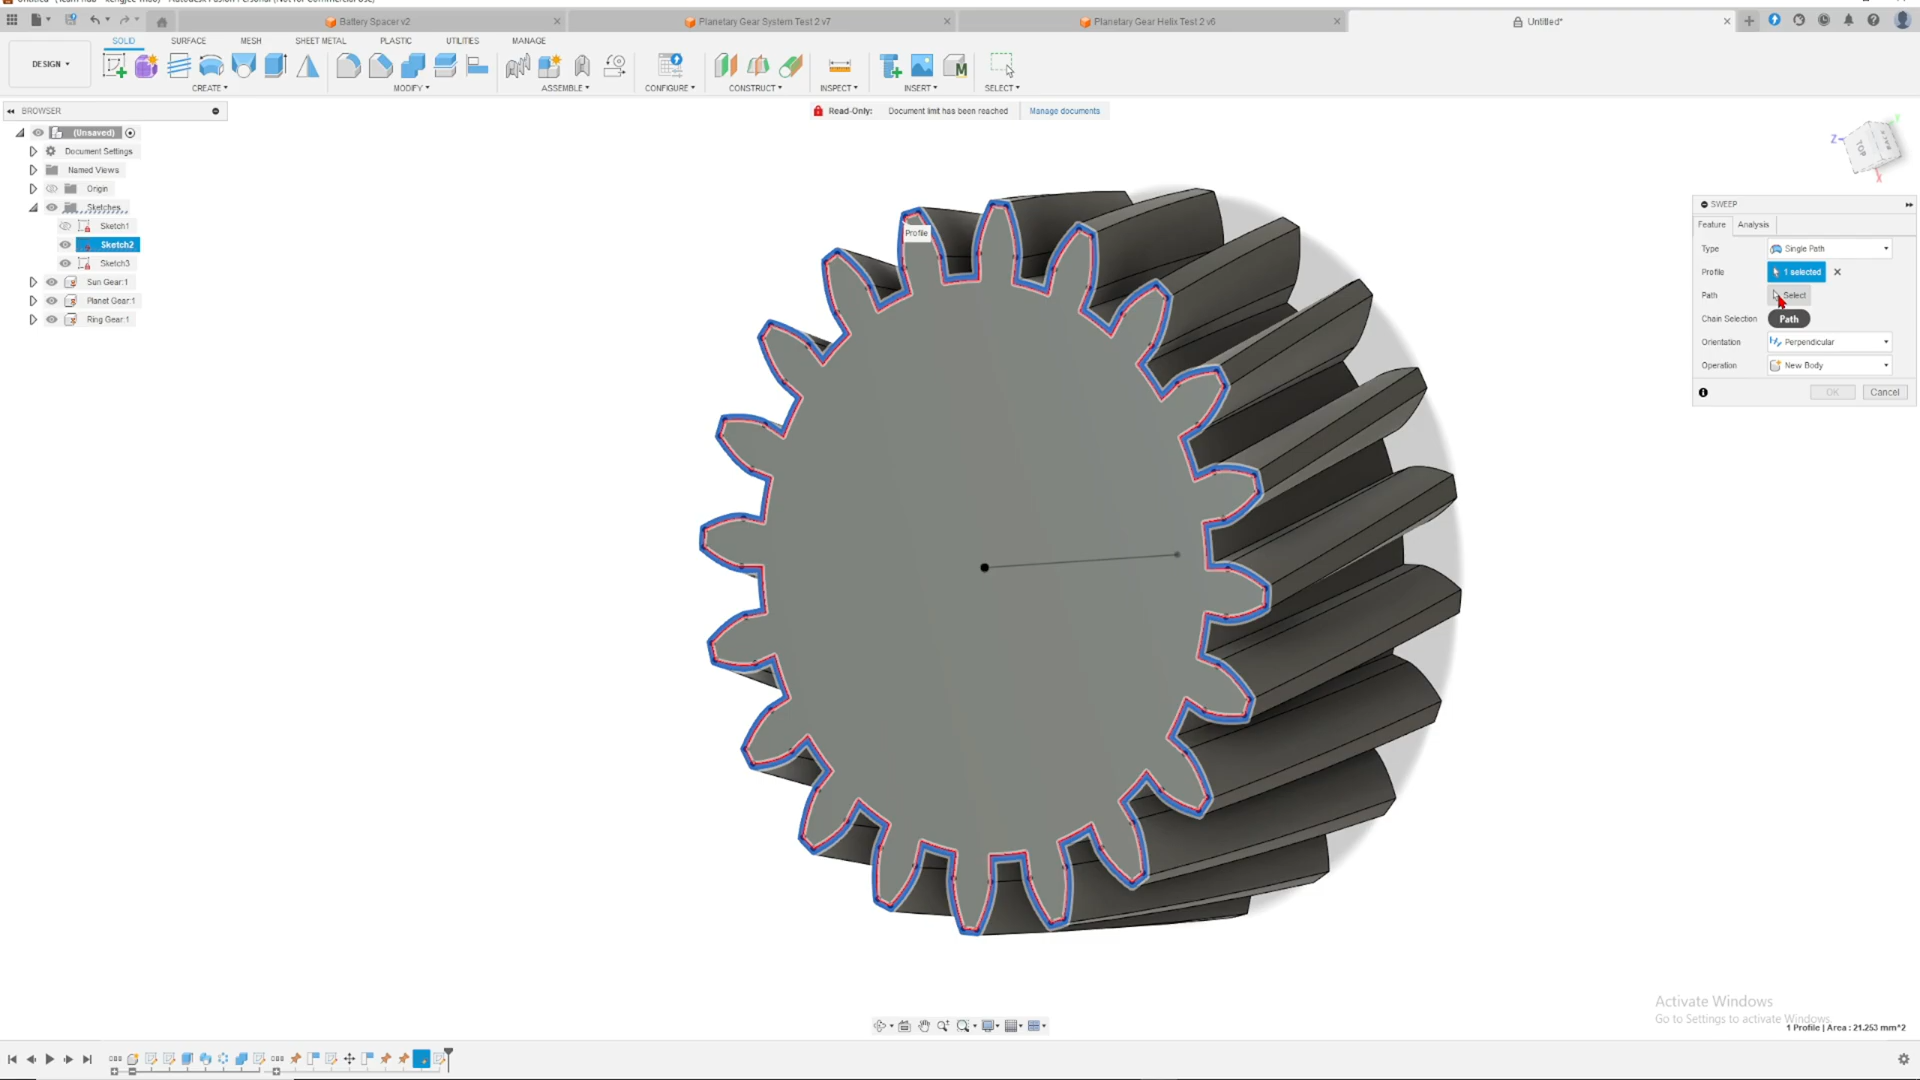 Battery Spacer v2
Planetary Gear System Test 2 v7
Planetary Gear Helix Test 2 v6
Untitled*
SOLID
SURFACE
MESH
SHEET METAL
PLASTIC
UTILITIES
MANAGE
DESIGN
CREATE
MODIFY
ASSEMBLE
CONFIGURE
CONSTRUCT
INSPECT
INSERT
SELECT
BROWSER
Read-Only: Document limt has been reached Manage documents
(Unsaved)
Document Settings
Named Views
Origin
Sketches
Sketch1
Sketch2
Sketch3
Sun Gear:1
Planet Gear:1
Ring Gear:1
Profile
Z
TOP
X
SWEEP
Feature
Analysis
Type
Single Path
Profile
1 selected
Path
Select
Chain Selection
Path
Orientation
Perpendicular
Operation
New Body
OK
Cancel
Activate Windows
Go to Settings to activate Windows.
1 Profile | Area : 21.253 mm^2